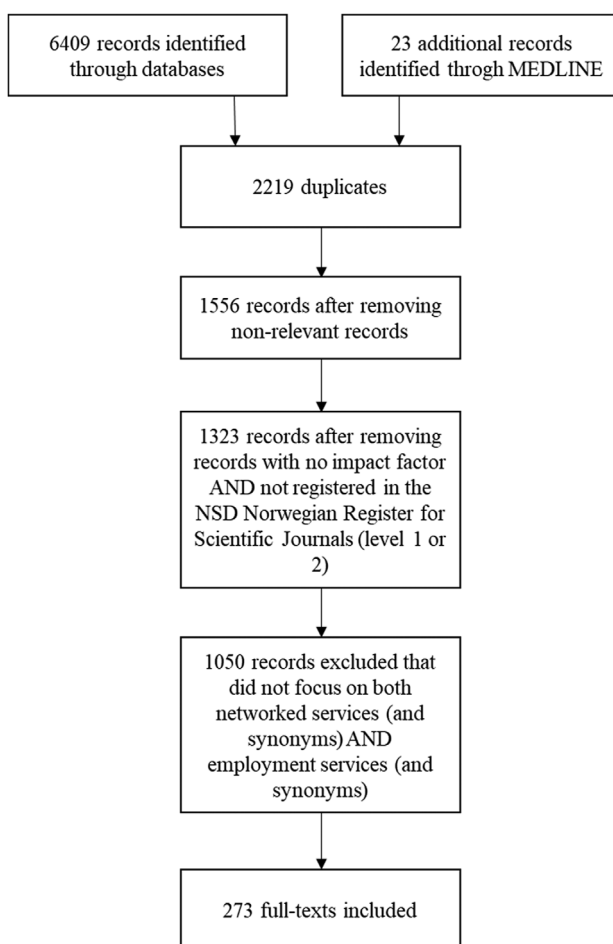 6409 records identified
through databases
23 additional records
identified throgh MEDLINE
2219 duplicates
1556 records after removing
non-relevant records
1323 records after removing
records with no impact factor
AND not registered in the
NSD Norwegian Register for
Scientific Journals (level 1 or
2)
1050 records excluded that
did not focus on both
networked services (and
synonyms) AND
employment services (and
synonyms)
273 full-texts included